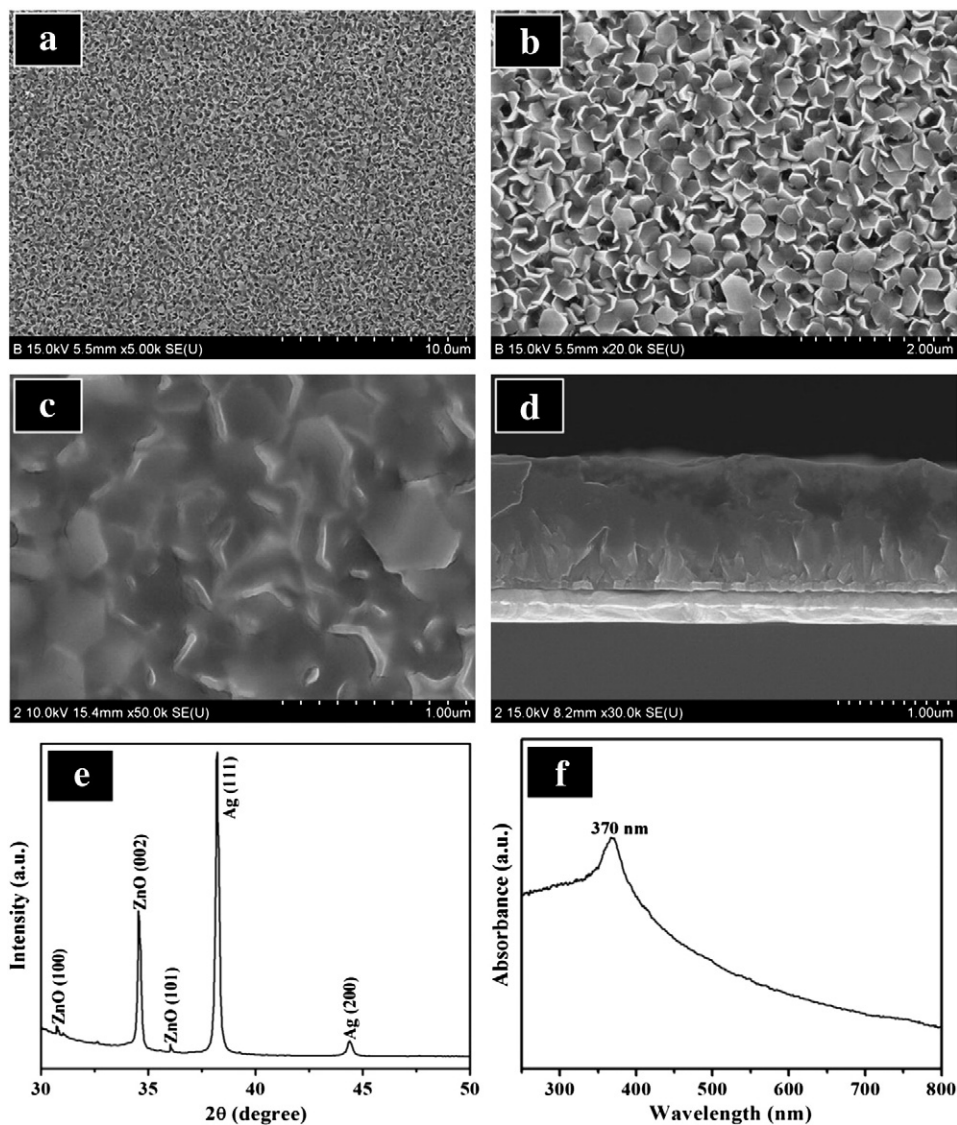 a
b
B 15.0kV 5.5mm x5.00k SE(U) 10.0um
B 15.0kV 5.5mm x20.0k SE(U) 2.00um
c
d
2 10.0kV 15.4mm x50.0k SE(U) 1.00um
2 15.0kV 8.2mm x30.0k SE(U) 1.00um
e
Intensity (a.u.)
ZnO (100)
ZnO (002)
ZnO (101)
Ag (111)
Ag (200)
30 35 40 45 50
2θ (degree)
f
370 nm
Absorbance (a.u.)
300 400 500 600 700 800
Wavelength (nm)